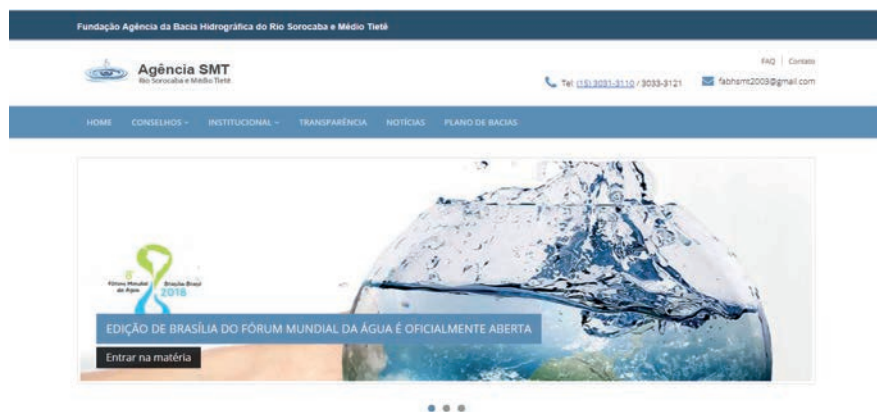 Fundação Agência da Bacia Hidrográfica do Rio Sorocaba e Médio Tietê
FAQ | Contato
Agência SMT
Rio Sorocaba e Médio Tietê
Tel: (15) 3031-3110 / 3033-3121
fabhsmt2003@gmail.com
HOME CONSELHOS INSTITUCIONAL TRANSPARÊNCIA NOTÍCIAS PLANO DE BACIAS
8º
Fórum Mundial
da Água
Brasília-Brasil
2018
EDIÇÃO DE BRASÍLIA DO FÓRUM MUNDIAL DA ÁGUA É OFICIALMENTE ABERTA
Entrar na matéria